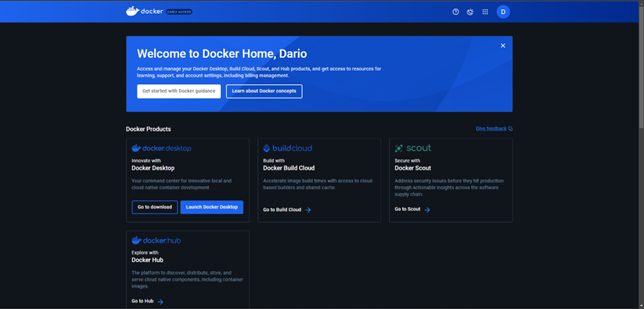 docker EARLY ACCESS
D
Welcome to Docker Home, Dario
Access and manage your Docker Desktop, Build Cloud, Scout, and Hub products, and get access to resources for
learning, support, and account settings, including billing management.
Get started with Docker guidance
Learn about Docker concepts
Docker Products
Give feedback
docker desktop
Innovate with
Docker Desktop
Your command center for innovative local and
cloud native container development
Go to download
Launch Docker Desktop
build cloud
Build with
Docker Build Cloud
Accelerate image build times with access to cloud
based builders and shared cache.
Go to Build Cloud
scout
Secure with
Docker Scout
Address security issues before they hit production
through actionable insights across the software
supply chain.
Go to Scout
docker hub
Explore with
Docker Hub
The platform to discover, distribute, store, and
serve cloud native components, including container
images.
Go to Hub